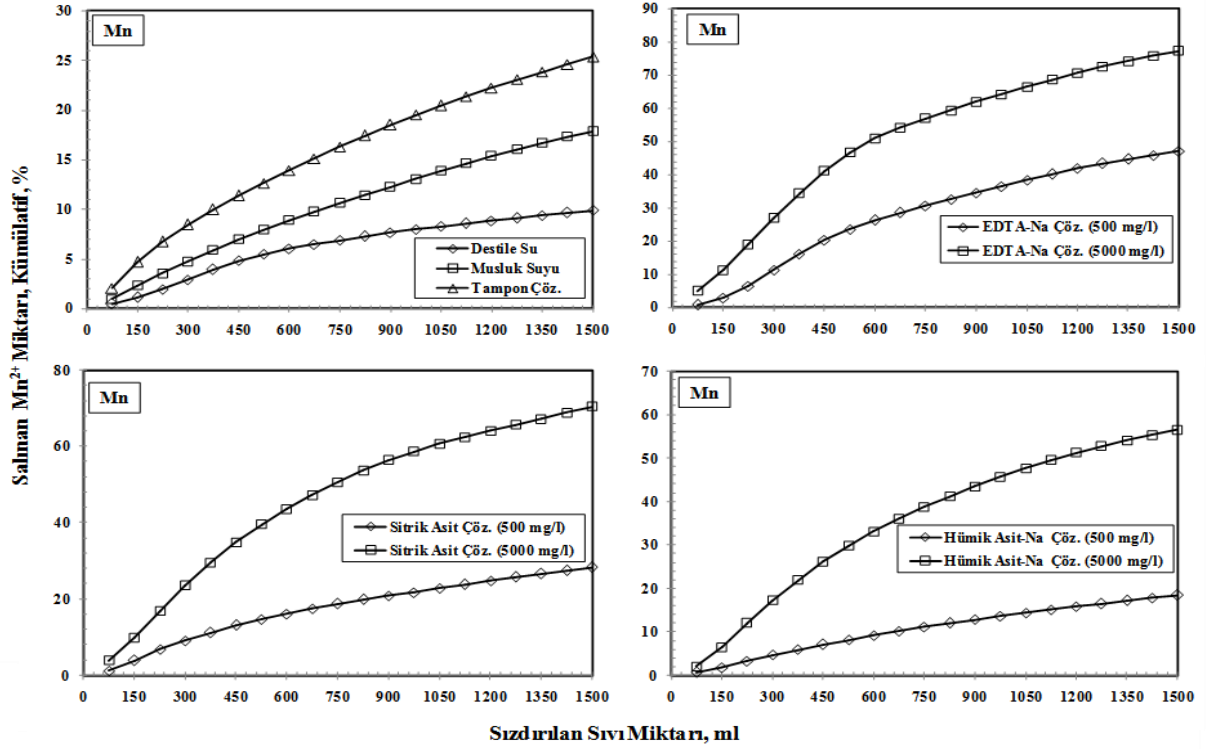 Salınan Mn²⁺ Miktarı, Kümülatif, %
Mn
30
25
20
15
10
5
0
0 150 300 450 600 750 900 1050 1200 1350 1500
Destile Su
Musluk Suyu
Tampon Çöz.
Mn
90
80
70
60
50
40
30
20
10
0
0 150 300 450 600 750 900 1050 1200 1350 1500
EDTA-Na Çöz. (500 mg/l)
EDTA-Na Çöz. (5000 mg/l)
Mn
80
60
40
20
0
0 150 300 450 600 750 900 1050 1200 1350 1500
Sitrik Asit Çöz. (500 mg/l)
Sitrik Asit Çöz. (5000 mg/l)
Mn
70
60
50
40
30
20
10
0
0 150 300 450 600 750 900 1050 1200 1350 1500
Hümik Asit-Na Çöz. (500 mg/l)
Hümik Asit-Na Çöz. (5000 mg/l)
Sızdırılan Sıvı Miktarı, ml